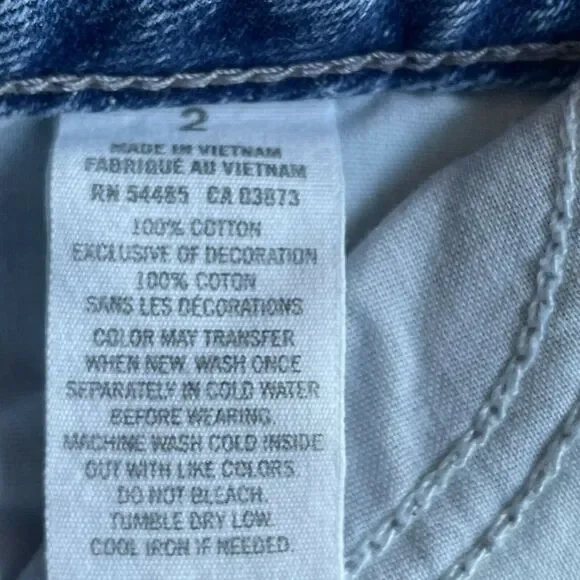 2
MADE IN VIETNAM
FABRIQUÉ AU VIETNAM
RN 54485 CA 03873
100% COTTON
EXCLUSIVE OF DECORATION
100% COTON
SANS LES DÉCORATIONS
COLOR MAY TRANSFER
WHEN NEW. WASH ONCE
SEPARATELY IN COLD WATER
BEFORE WEARING.
MACHINE WASH COLD INSIDE
OUT WITH LIKE COLORS.
DO NOT BLEACH.
TUMBLE DRY LOW.
COOL IRON IF NEEDED.